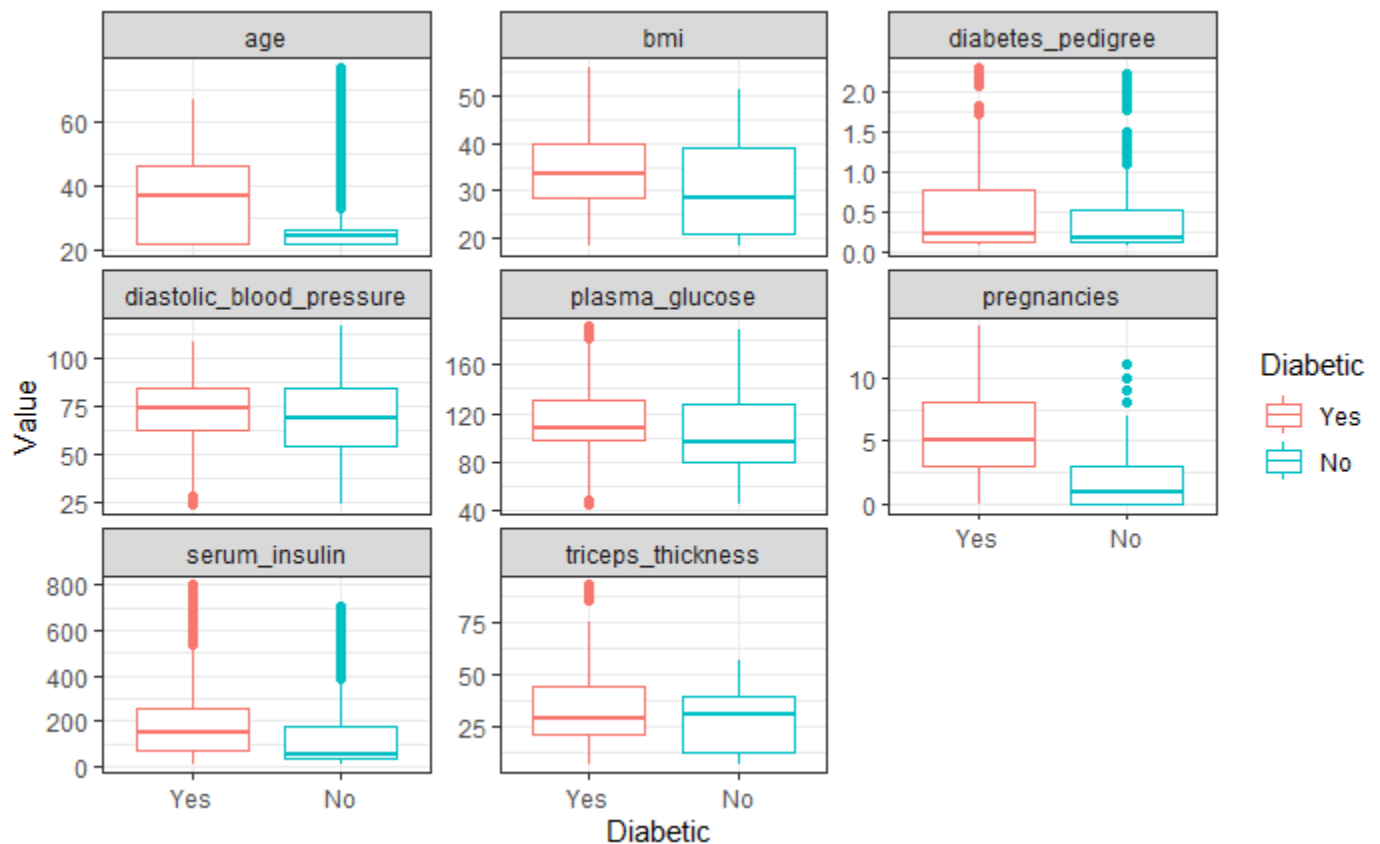 age
bmi
diabetes_pedigree
60
40
20
50
40
30
20
2.0
1.5
1.0
0.5
0.0
diastolic_blood_pressure
plasma_glucose
pregnancies
100
75
50
25
160
120
80
40
10
5
0
Yes
No
serum_insulin
triceps_thickness
800
600
400
200
0
75
50
25
Yes
No
Yes
No
Value
Diabetic
Diabetic
Yes
No